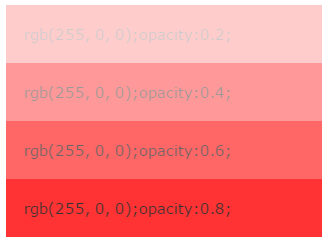 rgb(255, 0, 0);opacity:0.2;
rgb(255, 0, 0);opacity:0.4;
rgb(255, 0, 0);opacity:0.6;
rgb(255, 0, 0);opacity:0.8;